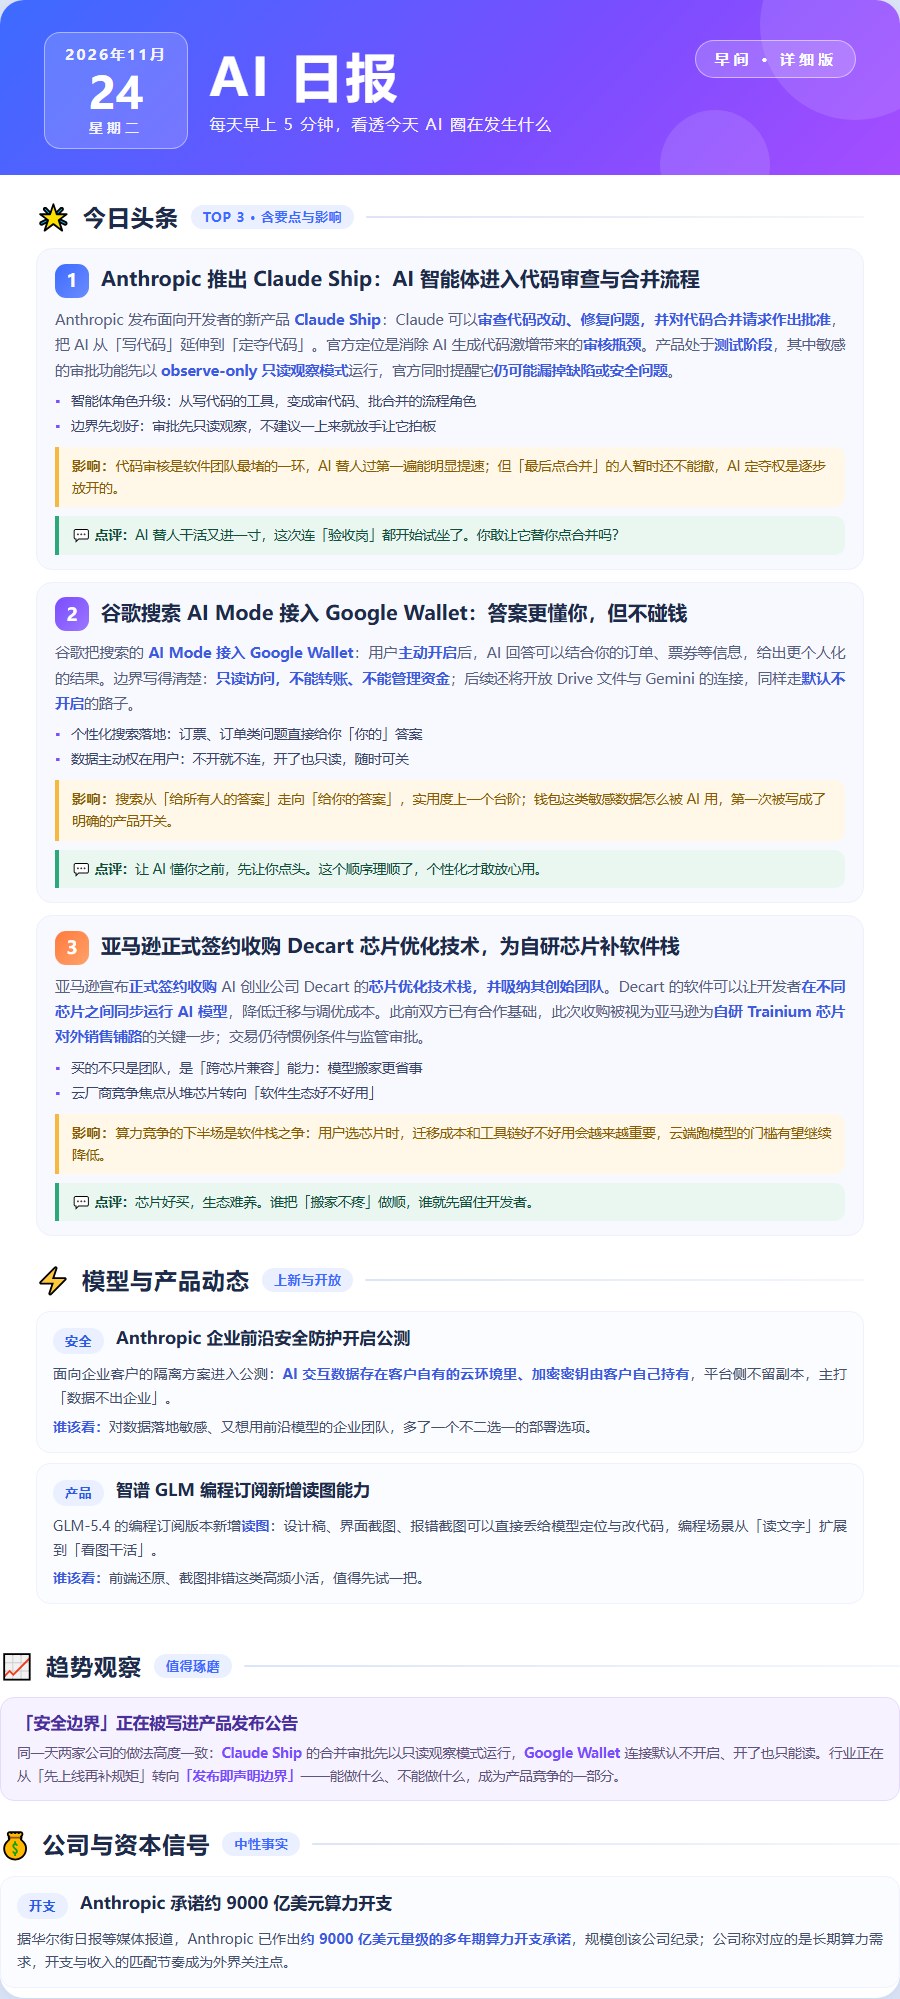 2026年11月
24
星期二
AI 日报
每天早上 5 分钟，看透今天 AI 圈在发生什么
早间 · 详细版
今日头条
TOP 3 · 含要点与影响
1
Anthropic 推出 Claude Ship：AI 智能体进入代码审查与合并流程
Anthropic 发布面向开发者的新产品 Claude Ship：Claude 可以审查代码改动、修复问题，并对代码合并请求作出批准，
把 AI 从「写代码」延伸到「定夺代码」。官方定位是消除 AI 生成代码激增带来的审核瓶颈。产品处于测试阶段，其中敏感
的审批功能先以 observe-only 只读观察模式运行，官方同时提醒它仍可能漏掉缺陷或安全问题。
▪ 智能体角色升级：从写代码的工具，变成审代码、批合并的流程角色
▪ 边界先划好：审批先只读观察，不建议一上来就放手让它拍板
影响：代码审核是软件团队最堵的一环，AI 替人过第一遍能明显提速；但「最后点合并」的人暂时还不能撤，AI 定夺权是逐步
放开的。
💬 点评：AI 替人干活又进一寸，这次连「验收岗」都开始试坐了。你敢让它替你点合并吗？
2
谷歌搜索 AI Mode 接入 Google Wallet：答案更懂你，但不碰钱
谷歌把搜索的 AI Mode 接入 Google Wallet：用户主动开启后，AI 回答可以结合你的订单、票券等信息，给出更个人化
的结果。边界写得清楚：只读访问，不能转账、不能管理资金；后续还将开放 Drive 文件与 Gemini 的连接，同样走默认不
开启的路子。
▪ 个性化搜索落地：订票、订单类问题直接给你「你的」答案
▪ 数据主动权在用户：不开就不连，开了也只读，随时可关
影响：搜索从「给所有人的答案」走向「给你的答案」，实用度上一个台阶；钱包这类敏感数据怎么被 AI 用，第一次被写成了
明确的产品开关。
💬 点评：让 AI 懂你之前，先让你点头。这个顺序理顺了，个性化才敢放心用。
3
亚马逊正式签约收购 Decart 芯片优化技术，为自研芯片补软件栈
亚马逊宣布正式签约收购 AI 创业公司 Decart 的芯片优化技术栈，并吸纳其创始团队。Decart 的软件可以让开发者在不同
芯片之间同步运行 AI 模型，降低迁移与调优成本。此前双方已有合作基础，此次收购被视为亚马逊为自研 Trainium 芯片
对外销售铺路的关键一步；交易仍待惯例条件与监管审批。
▪ 买的不只是团队，是「跨芯片兼容」能力：模型搬家更省事
▪ 云厂商竞争焦点从堆芯片转向「软件生态好不好用」
影响：算力竞争的下半场是软件栈之争：用户选芯片时，迁移成本和工具链好不好用会越来越重要，云端跑模型的门槛有望继续
降低。
💬 点评：芯片好买，生态难养。谁把「搬家不疼」做顺，谁就先留住开发者。
模型与产品动态
上新与开放
安全
Anthropic 企业前沿安全防护开启公测
面向企业客户的隔离方案进入公测：AI 交互数据存在客户自有的云环境里、加密密钥由客户自己持有，平台侧不留副本，主打
「数据不出企业」。
谁该看：对数据落地敏感、又想用前沿模型的企业团队，多了一个不二选一的部署选项。
产品
智谱 GLM 编程订阅新增读图能力
GLM-5.4 的编程订阅版本新增读图：设计稿、界面截图、报错截图可以直接丢给模型定位与改代码，编程场景从「读文字」扩展
到「看图干活」。
谁该看：前端还原、截图排错这类高频小活，值得先试一把。
趋势观察
值得琢磨
「安全边界」正在被写进产品发布公告
同一天两家公司的做法高度一致：Claude Ship 的合并审批先以只读观察模式运行，Google Wallet 连接默认不开启、开了也只能读。行业正在
从「先上线再补规矩」转向「发布即声明边界」——能做什么、不能做什么，成为产品竞争的一部分。
公司与资本信号
中性事实
开支
Anthropic 承诺约 9000 亿美元算力开支
据华尔街日报等媒体报道，Anthropic 已作出约 9000 亿美元量级的多年期算力开支承诺，规模创该公司纪录；公司称对应的是长期算力需
求，开支与收入的匹配节奏成为外界关注点。